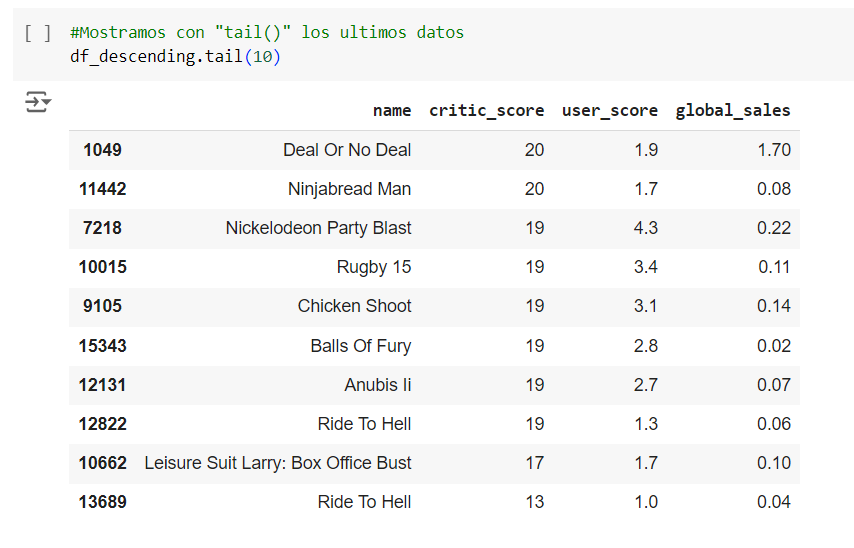 [ ] #Mostramos con "tail()" los ultimos datos
df_descending.tail(10)
name critic_score user_score global_sales
1049 Deal Or No Deal 20 1.9 1.70
11442 Ninjabread Man 20 1.7 0.08
7218 Nickelodeon Party Blast 19 4.3 0.22
10015 Rugby 15 19 3.4 0.11
9105 Chicken Shoot 19 3.1 0.14
15343 Balls Of Fury 19 2.8 0.02
12131 Anubis Ii 19 2.7 0.07
12822 Ride To Hell 19 1.3 0.06
10662 Leisure Suit Larry: Box Office Bust 17 1.7 0.10
13689 Ride To Hell 13 1.0 0.04